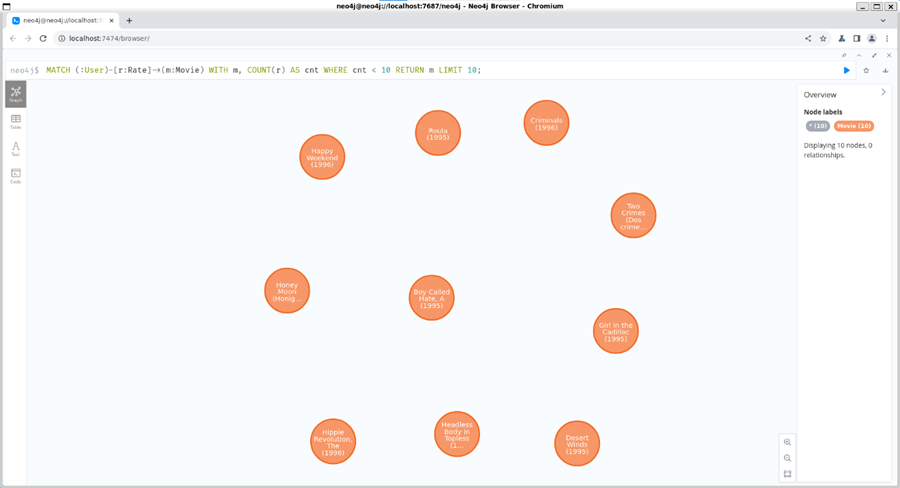 neo4j@neo4j://localhost:7687/neo4j - Neo4j Browser - Chromium
neo4j@neo4j://localhost:7
localhost:7474/browser/
neo4j$ MATCH (:User)-[r:Rate]->(m:Movie) WITH m, COUNT(r) AS cnt WHERE cnt < 10 RETURN m LIMIT 10;
Graph
Table
Text
Code
Happy
Weekend
(1996)
Roula
(1995)
Criminals
(1996)
Two
Crimes
(Dos
crime...
Honey
Moon
(Honig...
Boy Called
Hate, A
(1995)
Girl in the
Cadillac
(1995)
Hippie
Revolution,
The
(1996)
Headless
Body in
Topless
(1...
Desert
Winds
(1995)
Overview
Node labels
* (10)
Movie (10)
Displaying 10 nodes, 0
relationships.